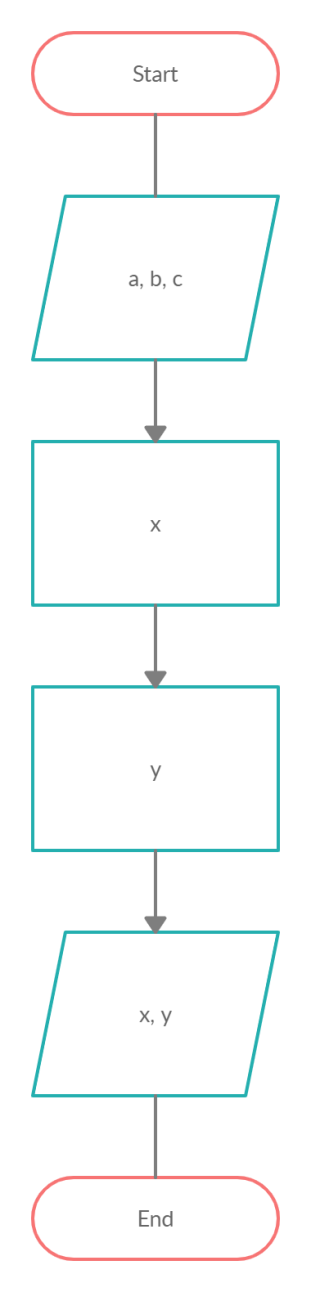 Start
a, b, c
x
y
x, y
End